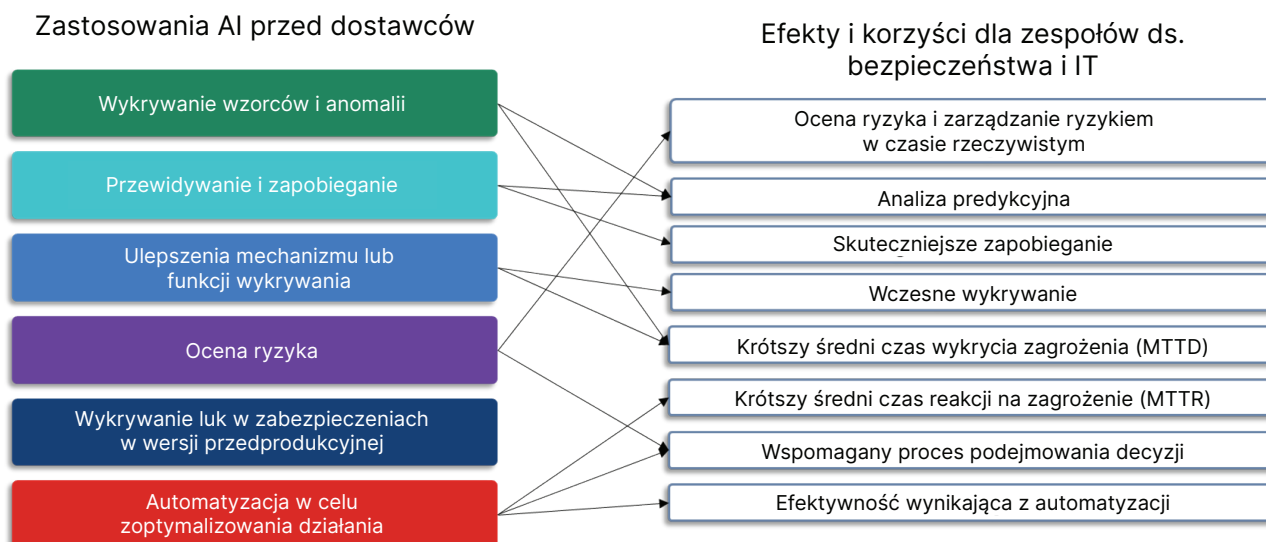 Zastosowania AI przed dostawców
Efekty i korzyści dla zespołów ds.
bezpieczeństwa i IT
Wykrywanie wzorców i anomalii
Przewidywanie i zapobieganie
Ulepszenia mechanizmu lub
funkcji wykrywania
Ocena ryzyka
Wykrywanie luk w zabezpieczeniach
w wersji przedprodukcyjnej
Automatyzacja w celu
zoptymalizowania działania
Ocena ryzyka i zarządzanie ryzykiem
w czasie rzeczywistym
Analiza predykcyjna
Skuteczniejsze zapobieganie
Wczesne wykrywanie
Krótszy średni czas wykrycia zagrożenia (MTTD)
Krótszy średni czas reakcji na zagrożenie (MTTR)
Wspomagany proces podejmowania decyzji
Efektywność wynikająca z automatyzacji